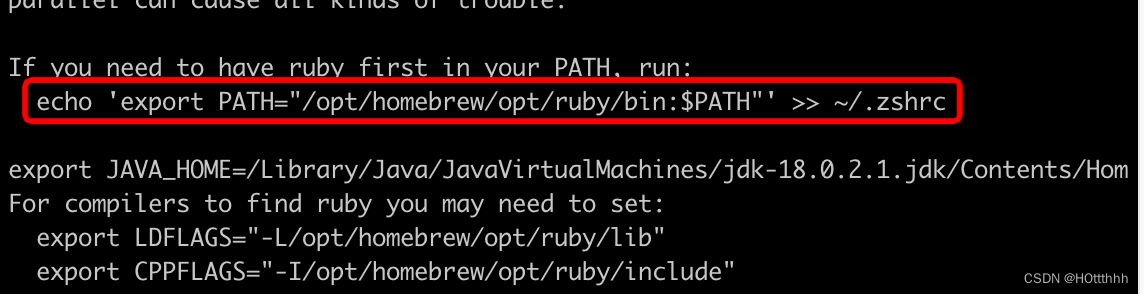 parallel can cause all kinds of trouble.
If you need to have ruby first in your PATH, run:
echo 'export PATH="/opt/homebrew/opt/ruby/bin:$PATH"' >> ~/.zshrc
export JAVA_HOME=/Library/Java/JavaVirtualMachines/jdk-18.0.2.1.jdk/Contents/Hom
For compilers to find ruby you may need to set:
export LDFLAGS="-L/opt/homebrew/opt/ruby/lib"
export CPPFLAGS="-I/opt/homebrew/opt/ruby/include"
CSDN @HOttthhh